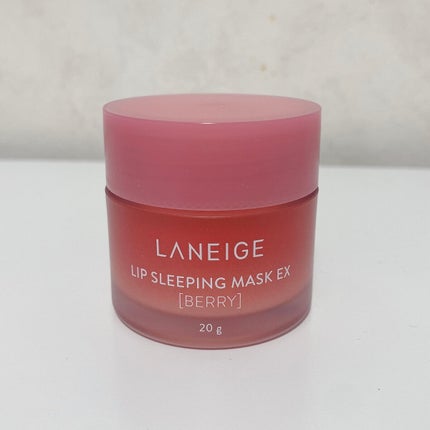 LANEIGE
LIP SLEEPING MASK EX
[BERRY]
20 g